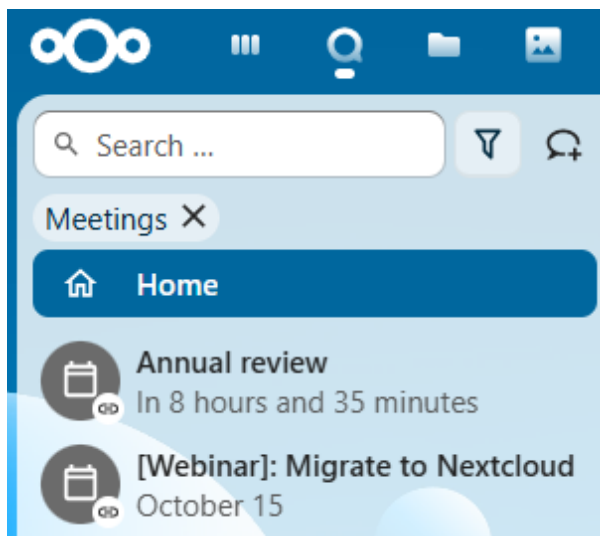 Search ...
Meetings
Home
Annual review
In 8 hours and 35 minutes
[Webinar]: Migrate to Nextcloud
October 15